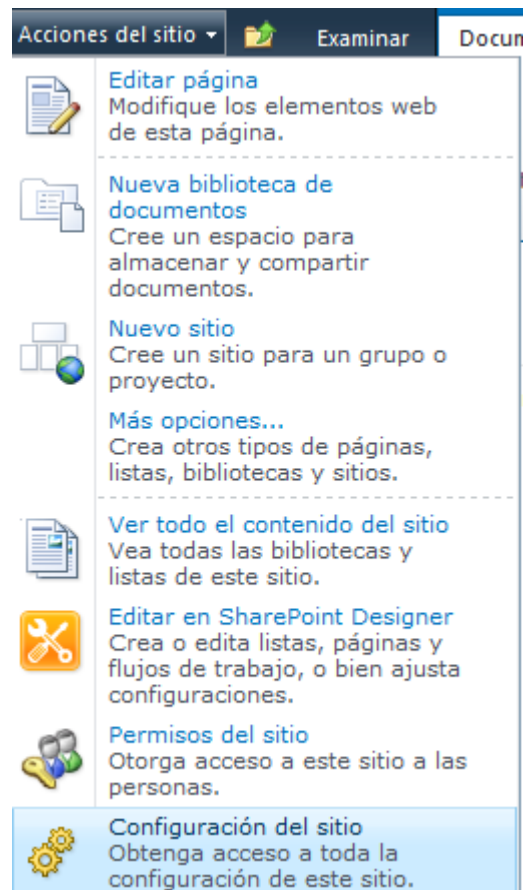 Acciones del sitio Examinar Docum
Editar página
Modifique los elementos web
de esta página.
Nueva biblioteca de
documentos
Cree un espacio para
almacenar y compartir
documentos.
Nuevo sitio
Cree un sitio para un grupo o
proyecto.
Más opciones...
Crea otros tipos de páginas,
listas, bibliotecas y sitios.
Ver todo el contenido del sitio
Vea todas las bibliotecas y
listas de este sitio.
Editar en SharePoint Designer
Crea o edita listas, páginas y
flujos de trabajo, o bien ajusta
configuraciones.
Permisos del sitio
Otorga acceso a este sitio a las
personas.
Configuración del sitio
Obtenga acceso a toda la
configuración de este sitio.